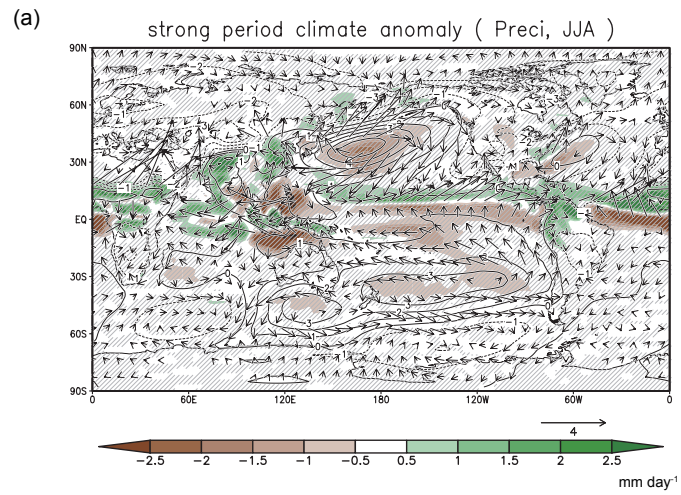 (a)
strong period climate anomaly ( Preci, JJA )
90N
60N
30N
EQ
30S
60S
90S
0 60E 120E 180 120W 60W 0
4
−2.5 −2 −1.5 −1 −0.5 0.5 1 1.5 2 2.5
mm day-1